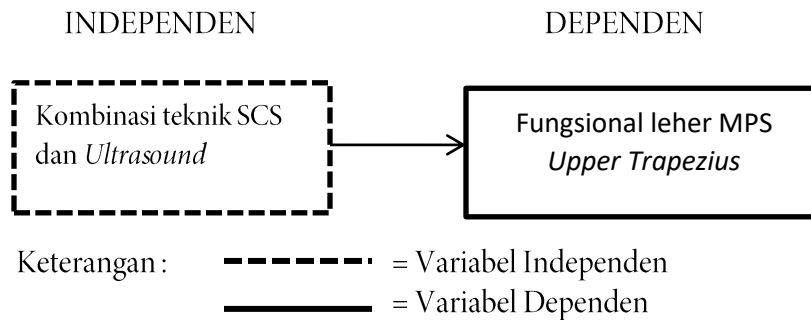 INDEPENDEN
DEPENDEN
Kombinasi teknik SCS
dan Ultrasound
Fungsional leher MPS
Upper Trapezius
Keterangan :
= Variabel Independen
= Variabel Dependen